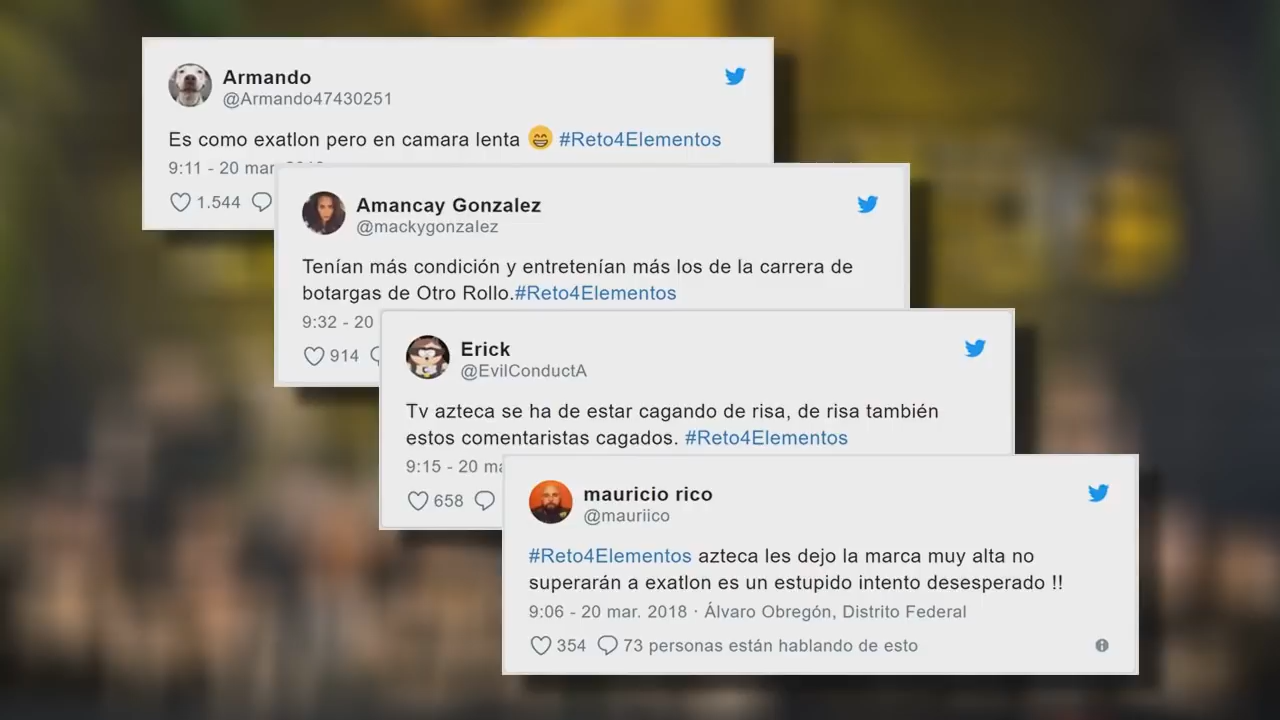 Armando
@Armando47430251
Es como exatlon pero en camara lenta 😁 #Reto4Elementos
9:11 - 20 mar.
1.544
Amancay Gonzalez
@mackygonzalez
Tenían más condición y entretenían más los de la carrera de
botargas de Otro Rollo.#Reto4Elementos
9:32 - 20
914
Erick
@EvilConductA
Tv azteca se ha de estar cagando de risa, de risa también
estos comentaristas cagados. #Reto4Elementos
9:15 - 20
658
mauricio rico
@mauriico
#Reto4Elementos azteca les dejo la marca muy alta no
superarán a exatlon es un estupido intento desesperado !!
9:06 - 20 mar. 2018 · Álvaro Obregón, Distrito Federal
354 73 personas están hablando de esto